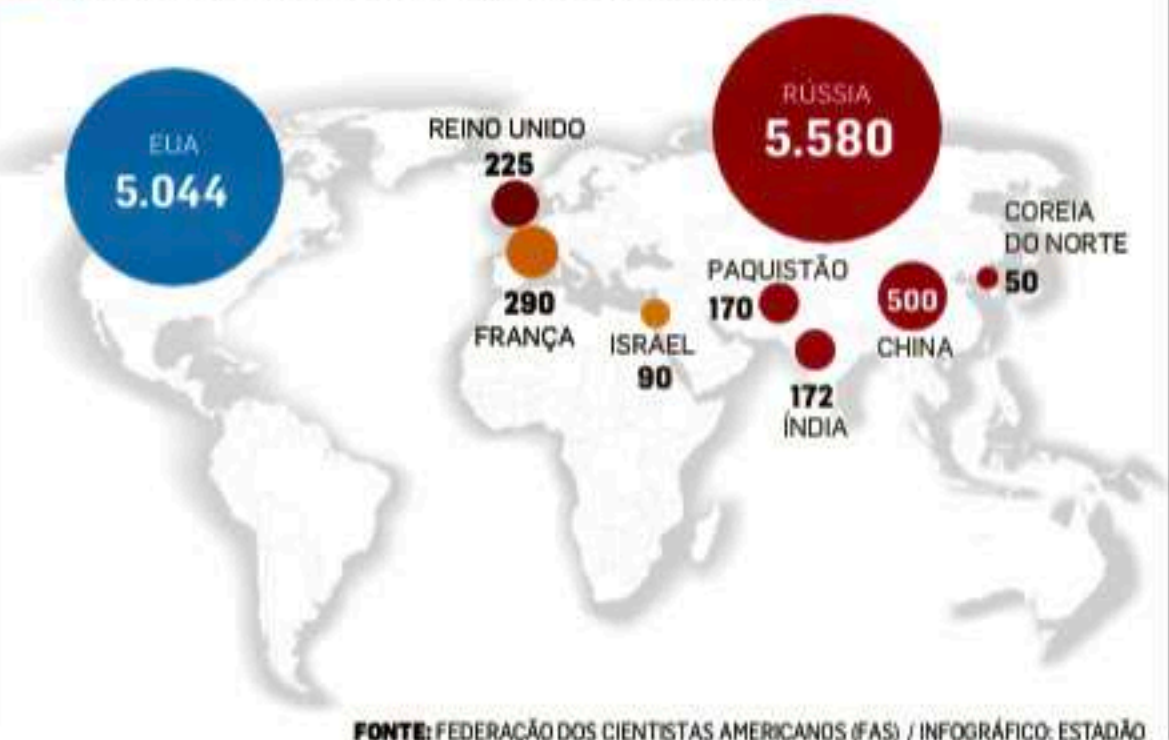 EUA
5.044
REINO UNIDO
225
290
FRANÇA
ISRAEL
90
RÚSSIA
5.580
PAQUISTÃO
170
172
ÍNDIA
500
CHINA
COREIA
DO NORTE
50
FONTE: FEDERAÇÃO DOS CIENTISTAS AMERICANOS (FAS) / INFOGRÁFICO: ESTADÃO